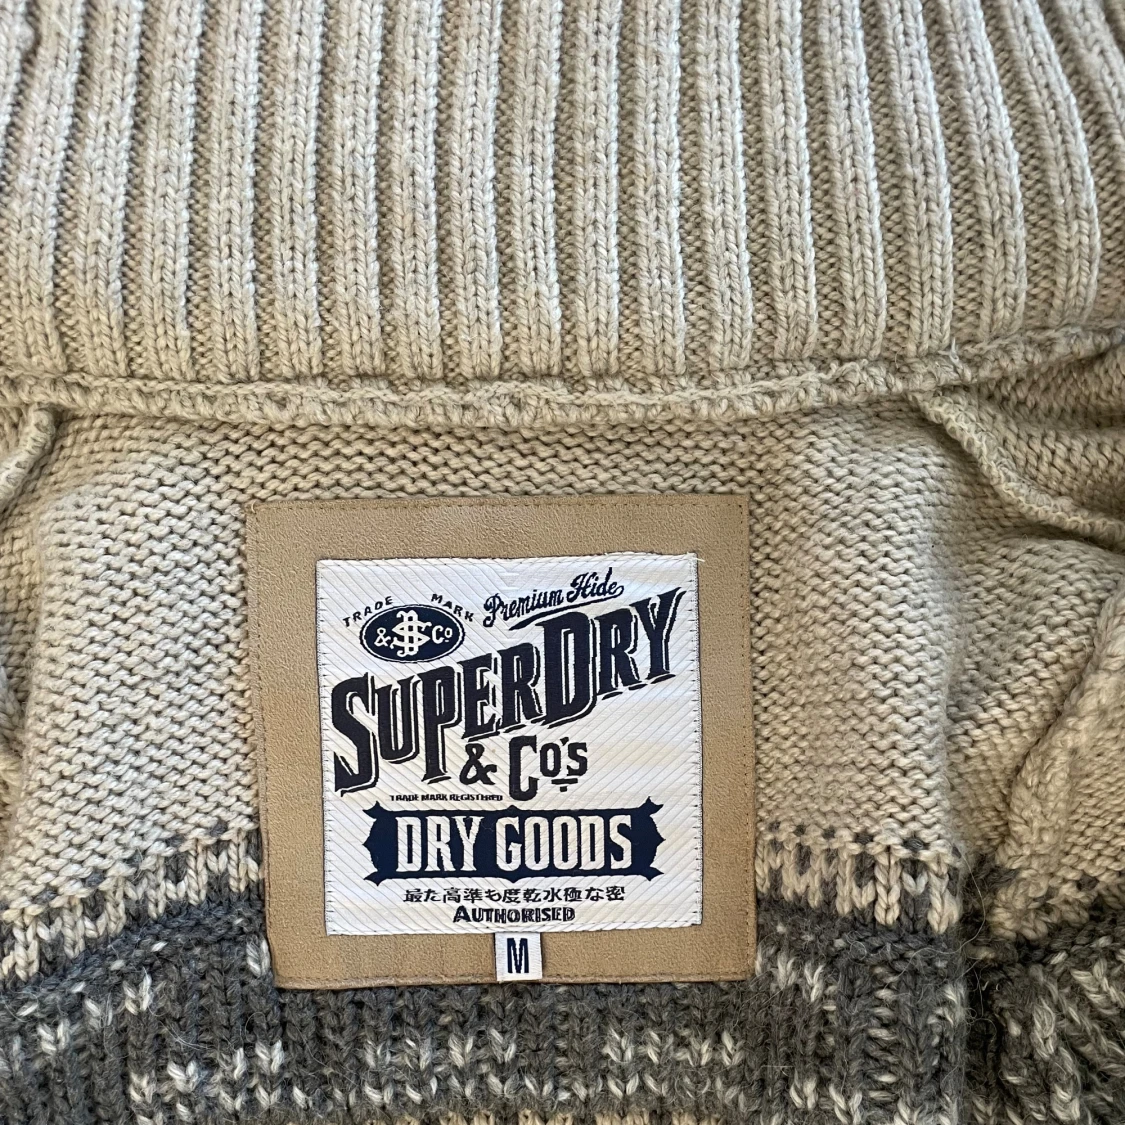 TRADE MARK
&$Co
Premium Hide
SUPERDRY
& Co's
TRADE MARK REGISTERED
DRY GOODS
最た高準も度乾水極な密
AUTHORISED
M